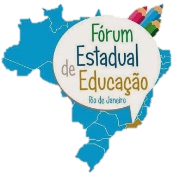 Fórum
Estadual
de Educação
Rio de Janeiro